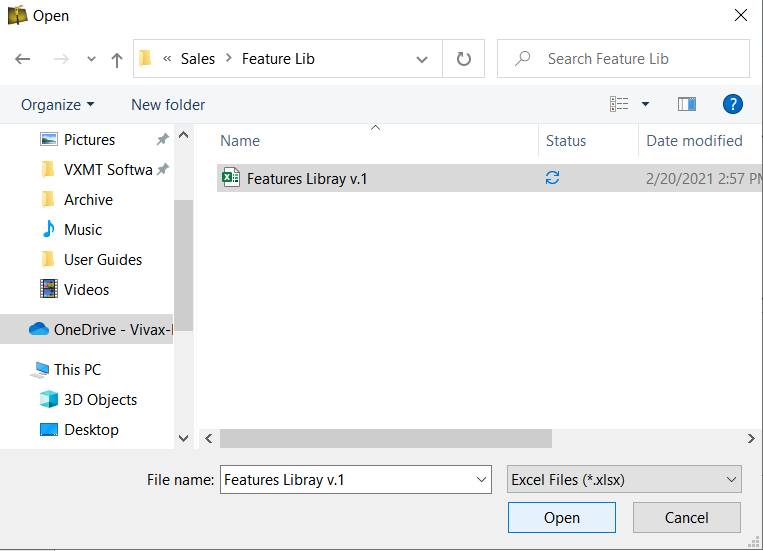 Open
« Sales > Feature Lib
Search Feature Lib
Organize
New folder
?
Name
Status
Date modified
Features Libray v.1
2/20/2021 2:57 PM
Pictures
VXMT Softwa
Archive
Music
User Guides
Videos
OneDrive - Vivax-
This PC
3D Objects
Desktop
File name:
Features Libray v.1
Excel Files (*.xlsx)
Open
Cancel